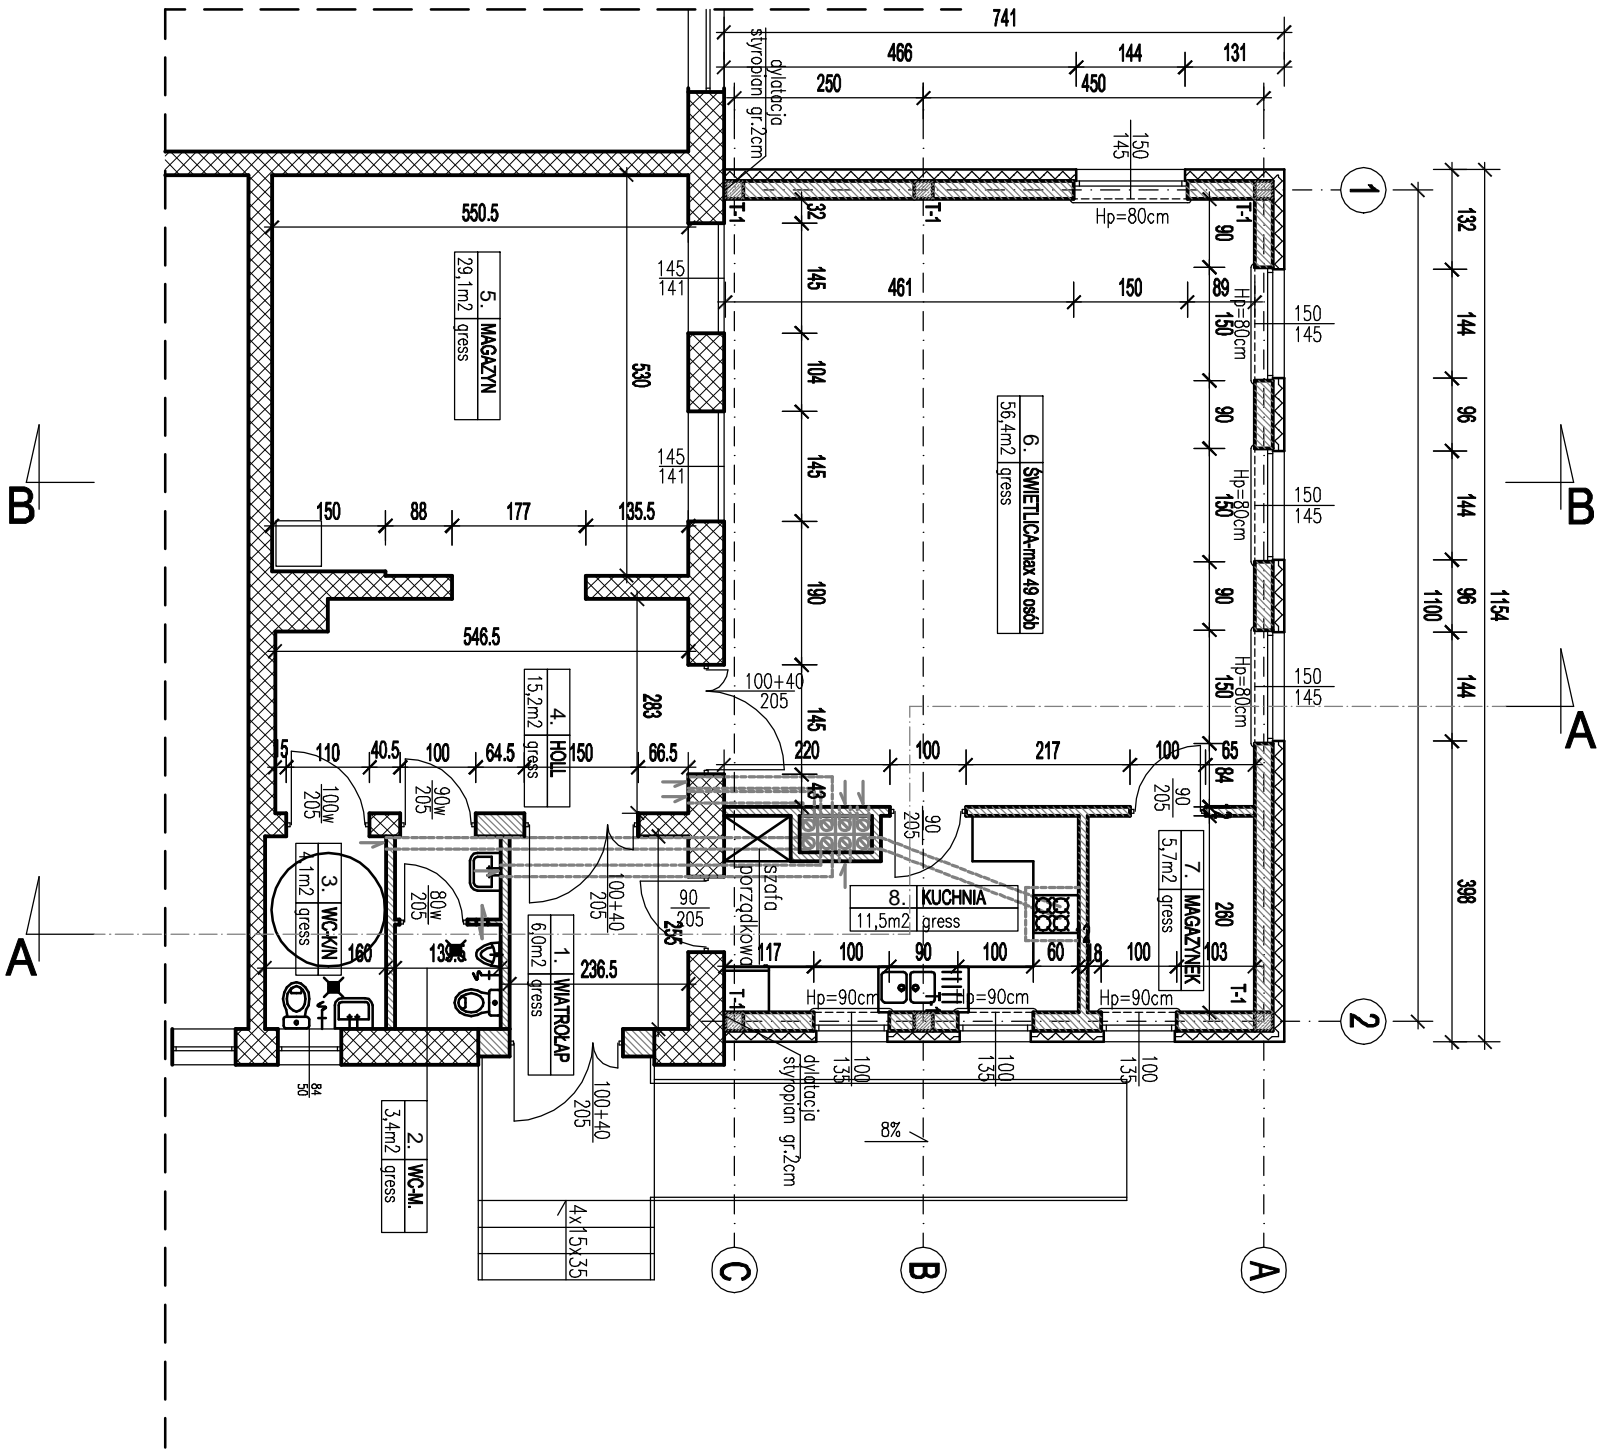 741
466
144
131
250
450
dylatacja
styropian gr.2cm
150
145
Hp=80cm
T-1
T-1
T-1
1
132
144
96
144
96
144
398
1154
1100
550.5
530
5. MAGAZYN
29,1m2 gress
145
141
145
141
32
145
104
145
190
145
43
461
150
89
90
150
90
150
90
150
84
12
260
Hp=80cm
150
145
Hp=80cm
150
145
Hp=80cm
150
145
6. ŚWIETLICA-max 49 osób
56,4m2 gress
B
B
A
A
150
88
177
135.5
546.5
283
4. HOLL
15,2m2 gress
100+40
205
15
110
40.5
100
64.5
150
66.5
220
100
217
100
65
100w
205
90w
205
80w
205
100+40
205
90
205
90
205
90
205
szafa
porządkowa
3. WC-K/N
4,1m2 gress
160
139.5
236.5
255
1. WIATROŁAP
6,0m2 gress
8. KUCHNIA
11,5m2 gress
7. MAGAZYNEK
5,7m2 gress
117
100
90
100
60
18
100
103
Hp=90cm
Hp=90cm
Hp=90cm
T-1
T-1
T-1
2
100
135
100
135
100
135
84
50
100+40
205
dylatacja
styropian gr.2cm
2. WC-M.
3,4m2 gress
8%
4x15x35
C
B
A